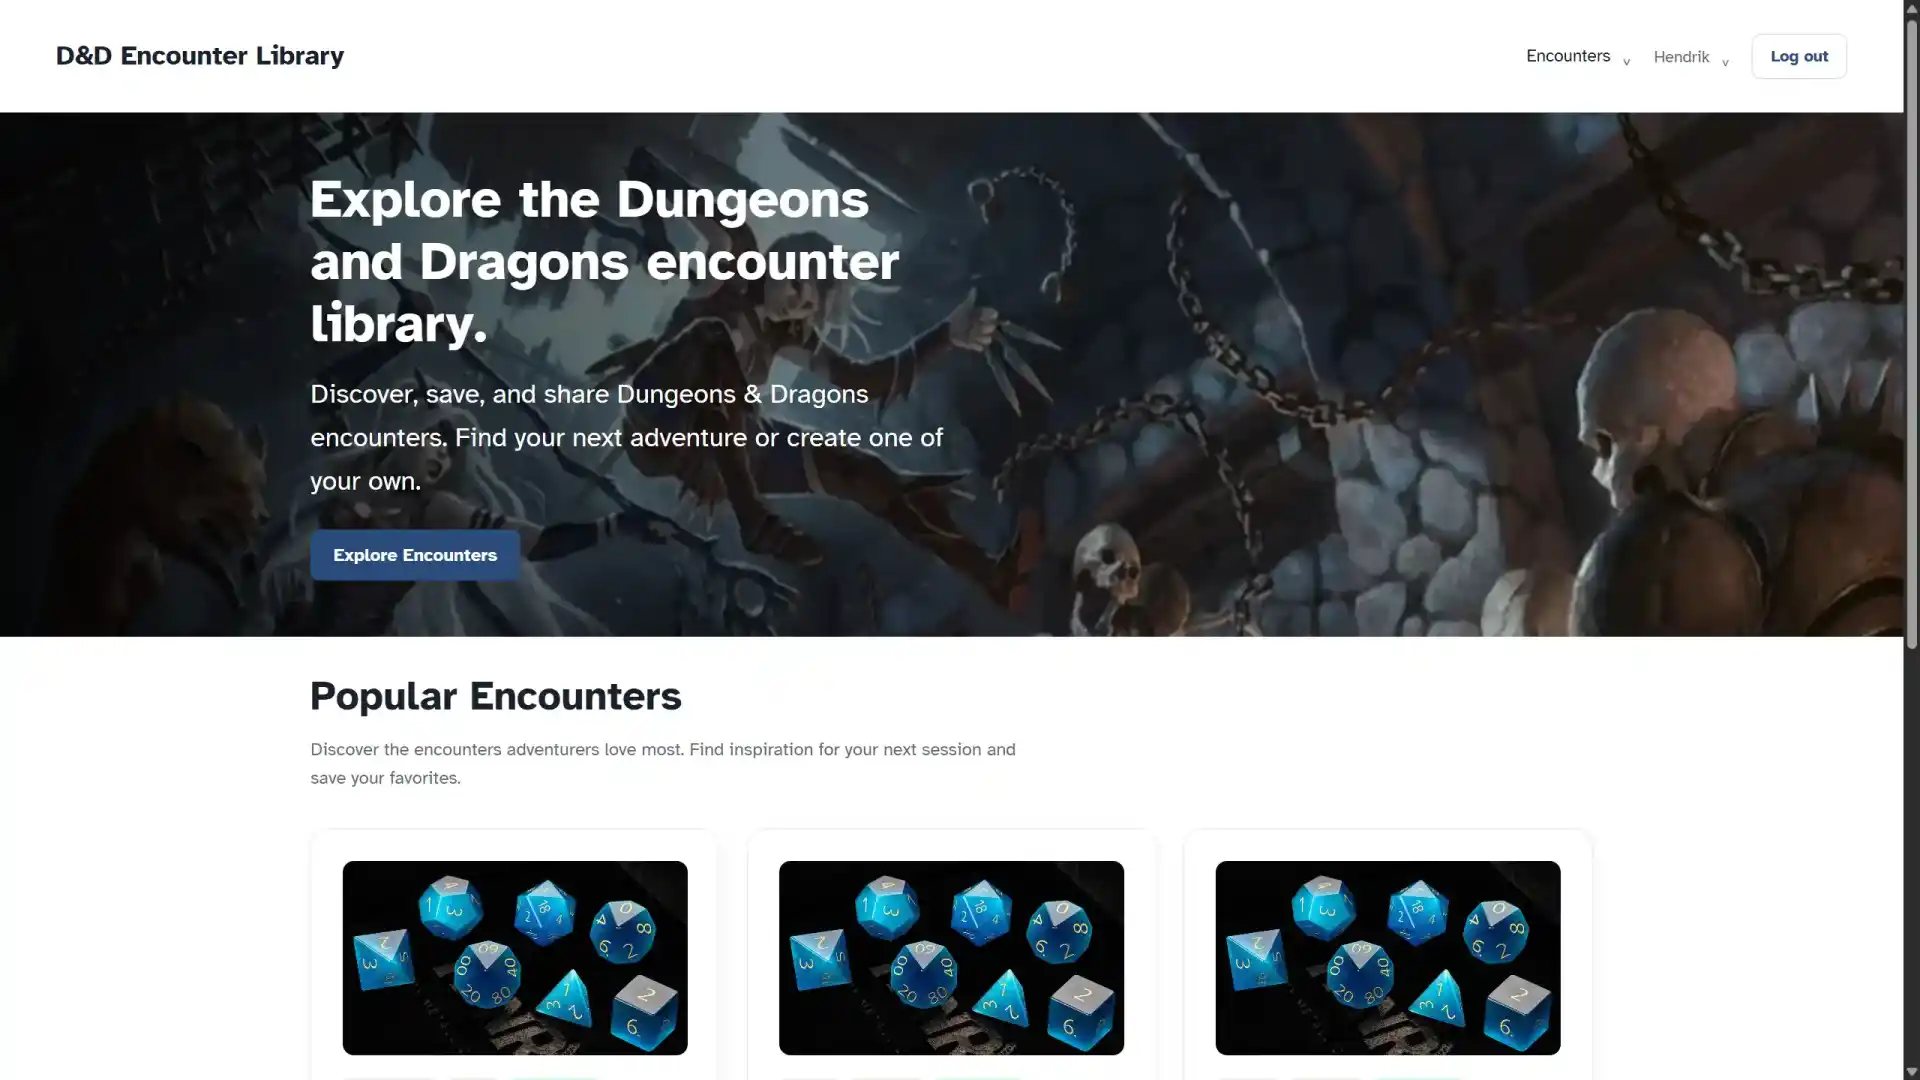 D&D Encounter Library
Encounters v
Hendrik v
Log out
Explore the Dungeons
and Dragons encounter
library.
Discover, save, and share Dungeons & Dragons
encounters. Find your next adventure or create one of
your own.
Explore Encounters
Popular Encounters
Discover the encounters adventurers love most. Find inspiration for your next session and
save your favorites.